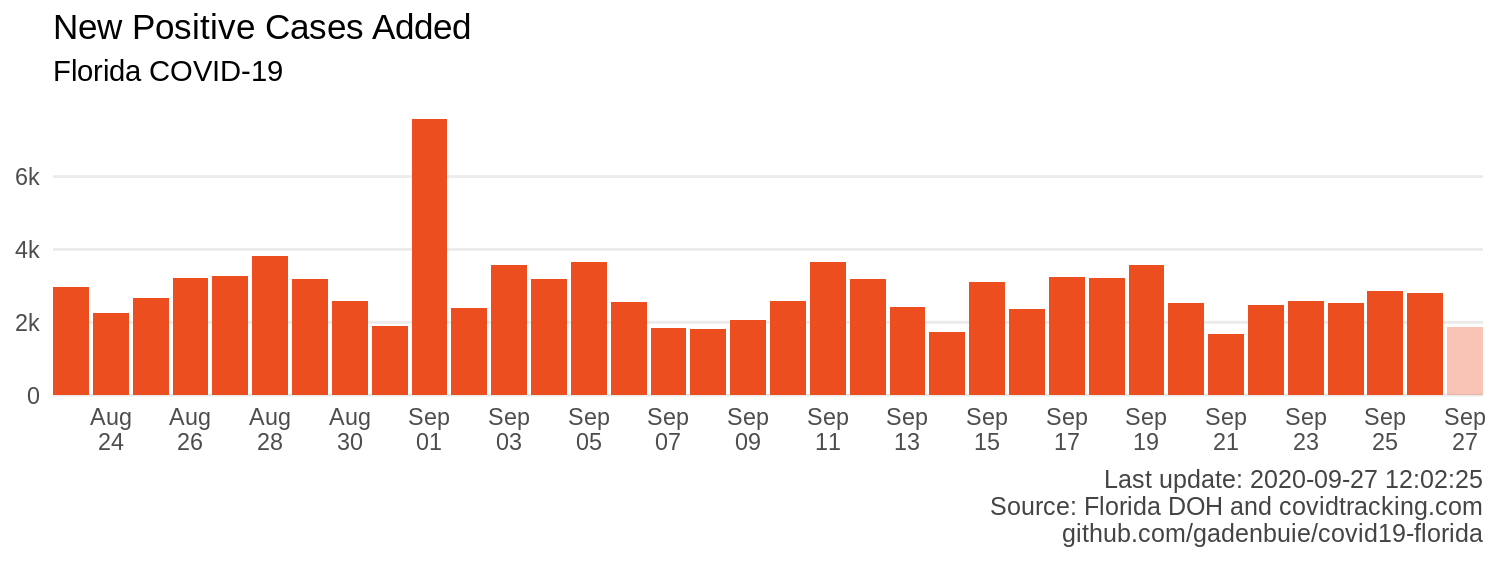 New Positive Cases Added
Florida COVID-19
6k
4k
2k
0
Aug Aug Aug Aug Sep Sep Sep Sep Sep Sep Sep Sep Sep Sep Sep Sep Sep Sep
24 26 28 30 01 03 05 07 09 11 13 15 17 19 21 23 25 27
Last update: 2020-09-27 12:02:25
Source: Florida DOH and covidtracking.com
github.com/gadenbuie/covid19-florida